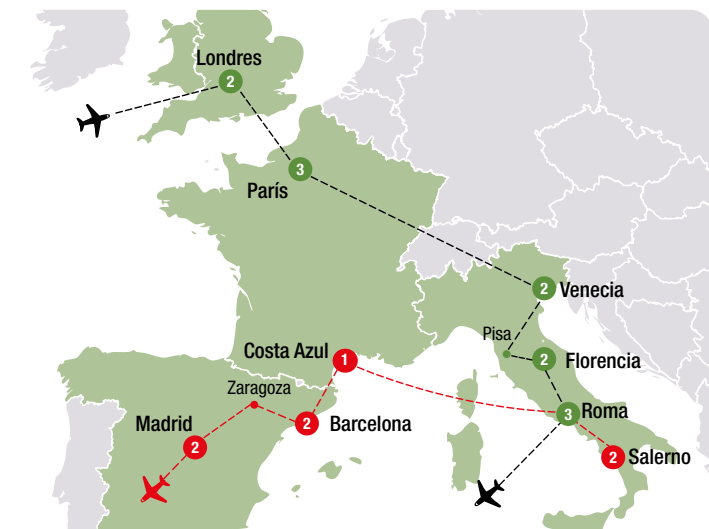 Londres
2
3
París
2
Venecia
Pisa
Costa Azul
1
2
Florencia
Zaragoza
3
Roma
Madrid
2
2
Barcelona
2
Salerno